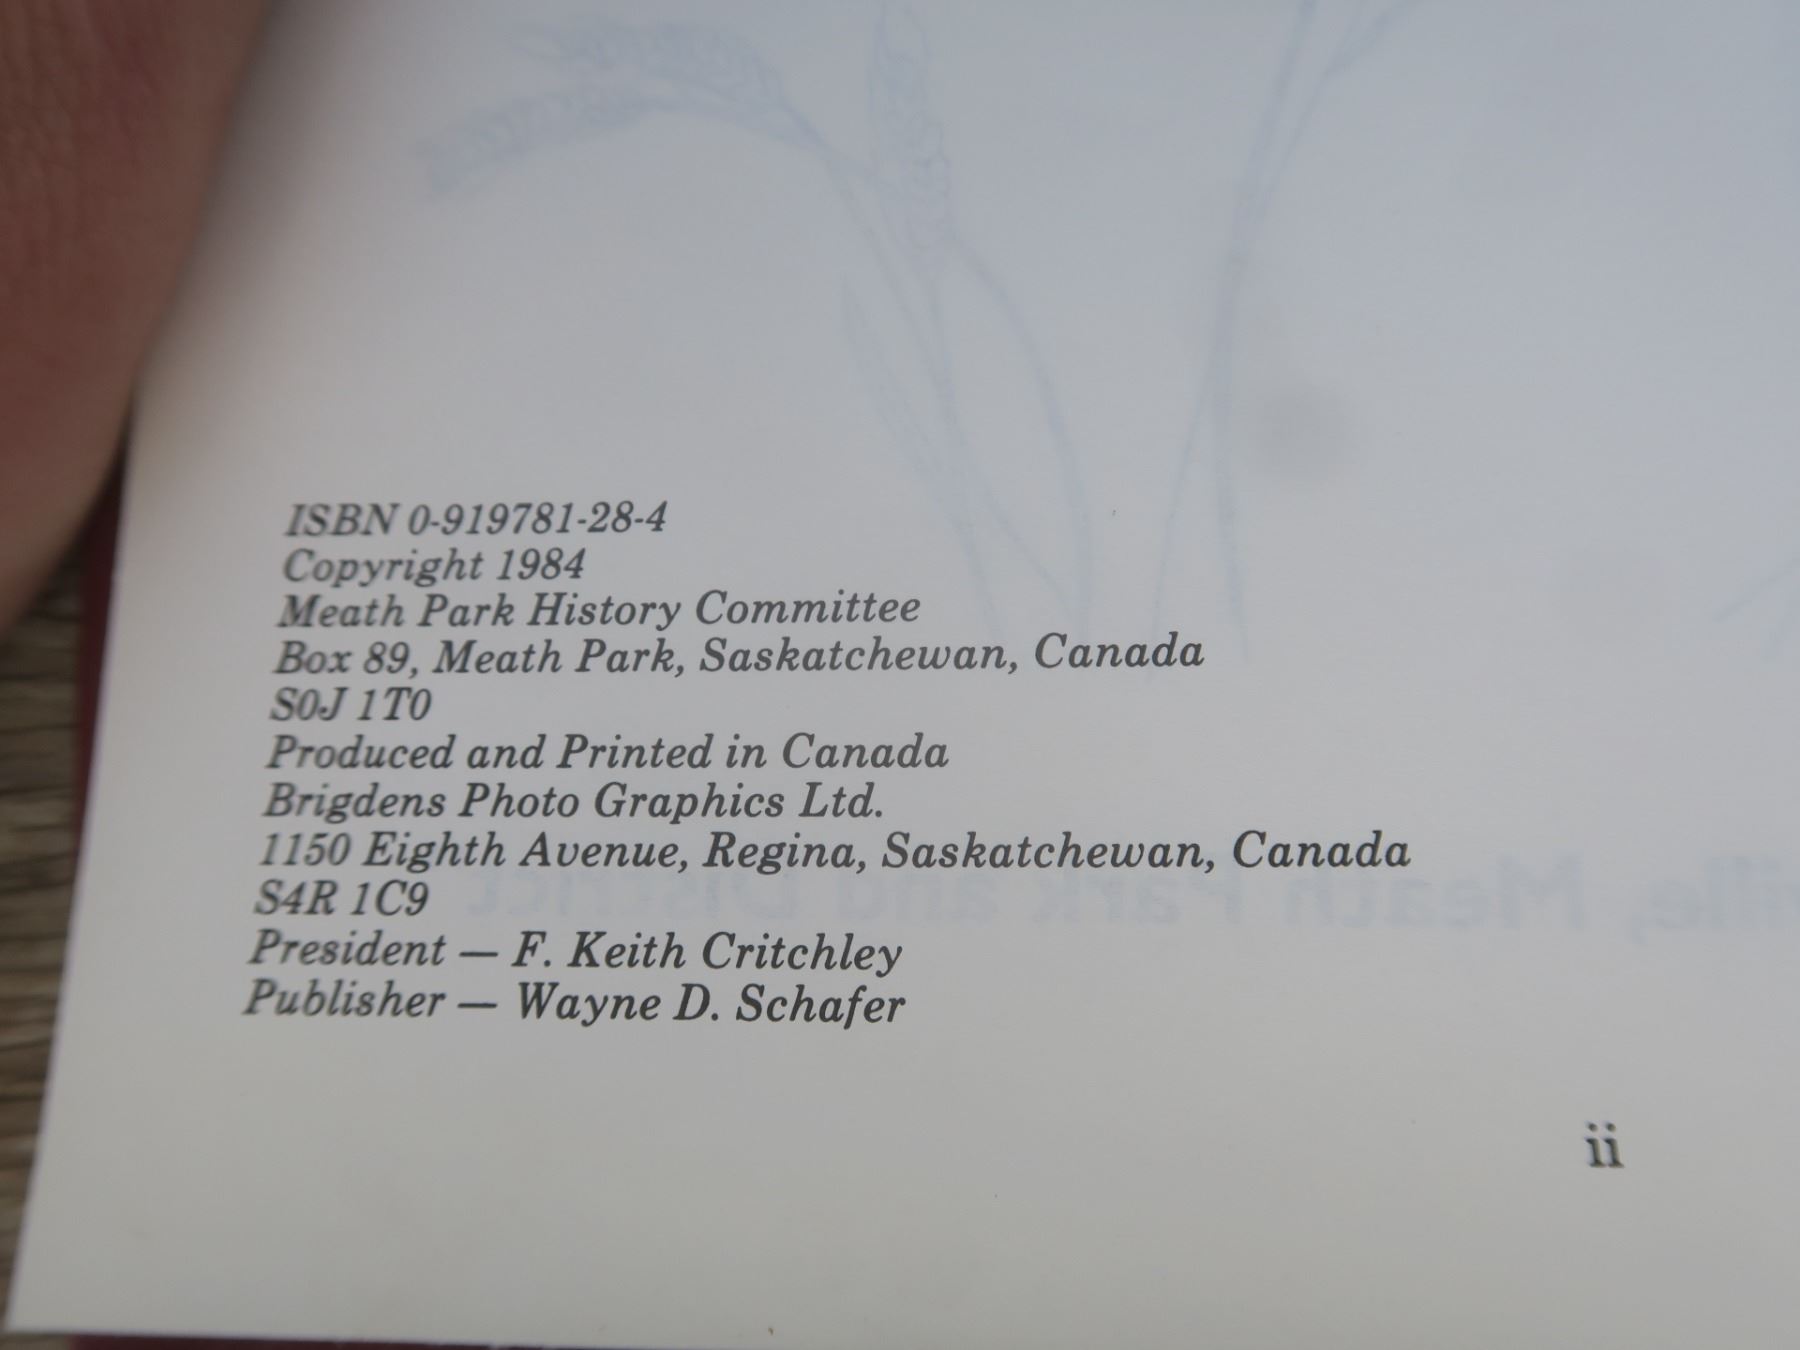 ISBN 0-919781-28-4
Copyright 1984
Meath Park History Committee
Box 89, Meath Park, Saskatchewan, Canada
S0J 1T0
Produced and Printed in Canada
Brigdens Photo Graphics Ltd.
1150 Eighth Avenue, Regina, Saskatchewan, Canada
S4R 1C9
President — F. Keith Critchley
Publisher — Wayne D. Schafer
ii